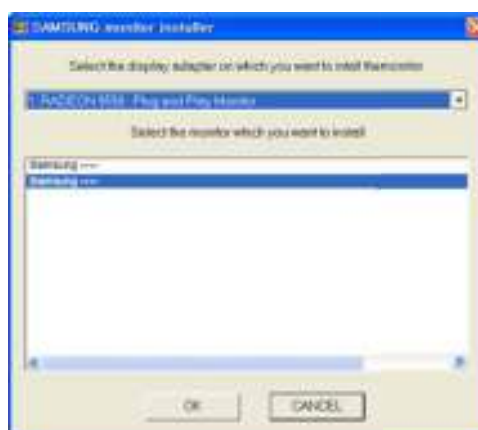 SAMSUNG monitor installer
Select the display adapter on which you want to intall the monitor
1. RADEON 9550 : Plug and Play Monitor
Select the monitor which you want to install
Samsung ----
Samsung ----
OK
CANCEL